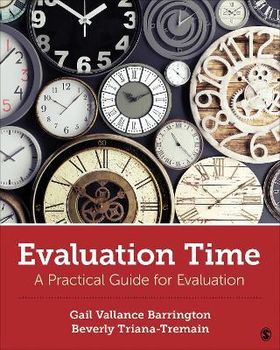 Evaluation Time
A Practical Guide for Evaluation
Gail Vallance Barrington
Beverly Triana-Tremain
SAGE